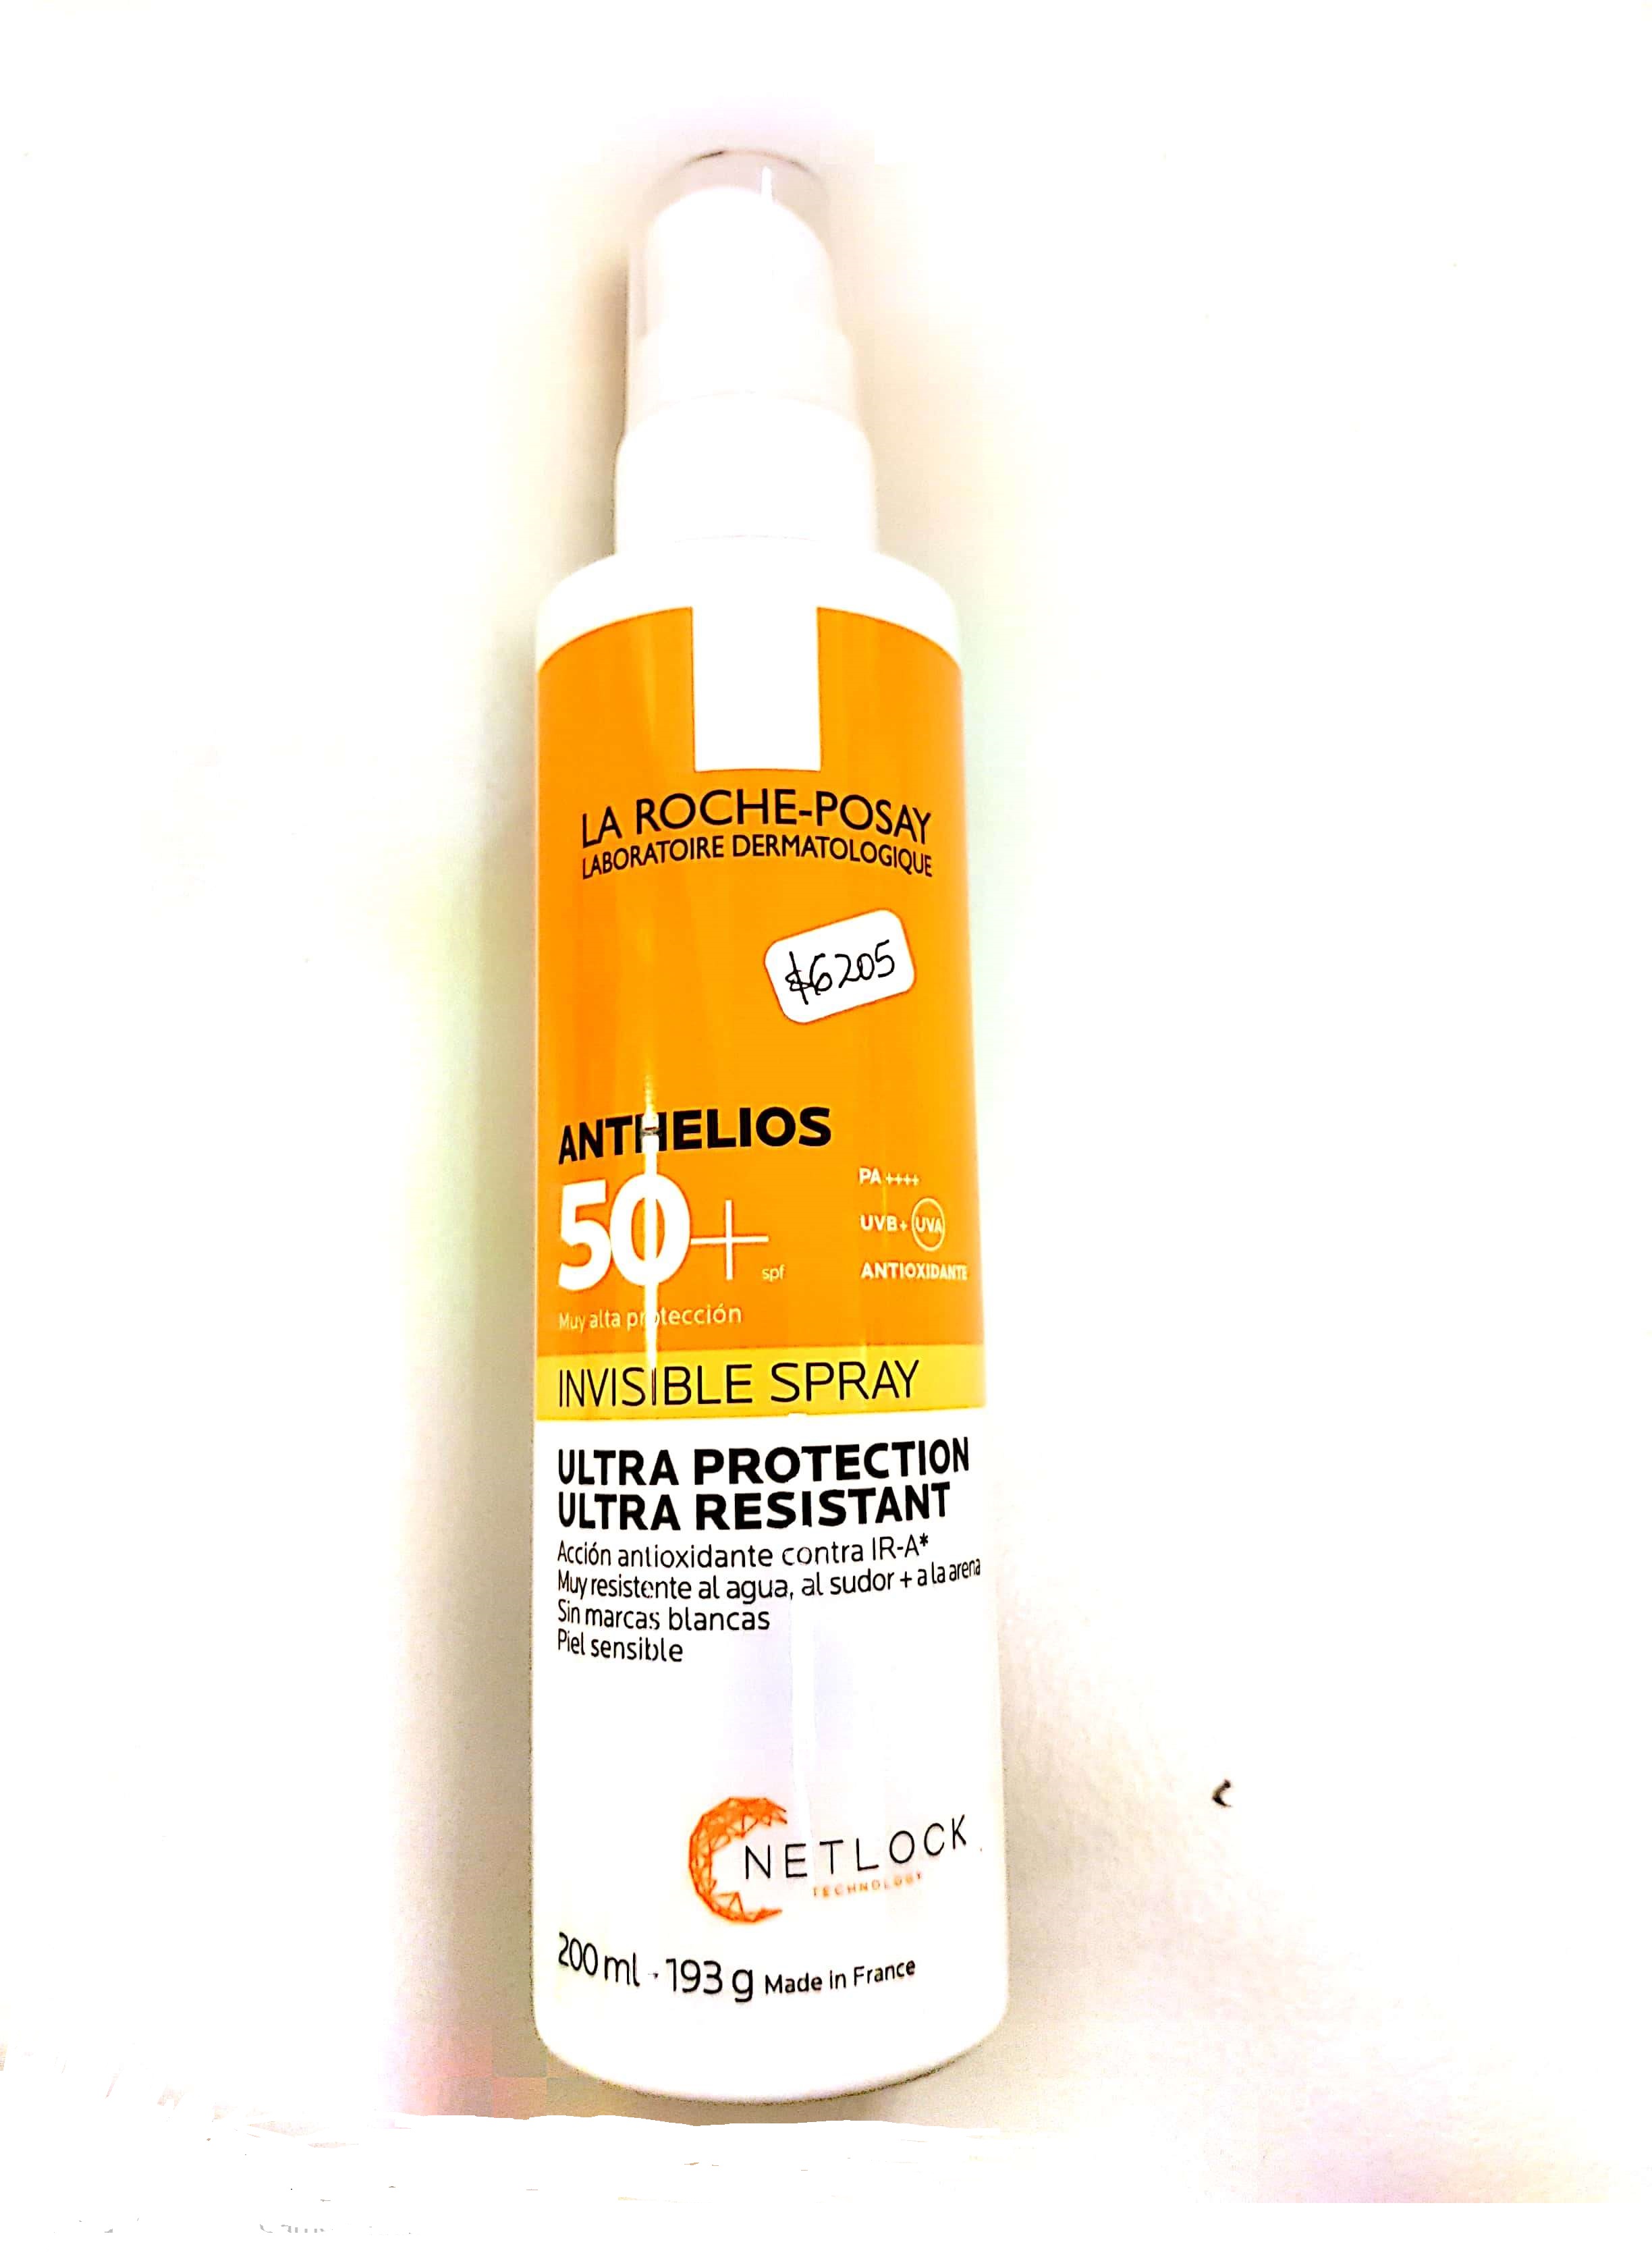 LA ROCHE-POSAY
LABORATOIRE DERMATOLOGIQUE
$6205
ANTHELIOS
50+ spf
PA ++++
UVB+ UVA
ANTIOXIDANTE
Muy alta protección
INVISIBLE SPRAY
ULTRA PROTECTION
ULTRA RESISTANT
Acción antioxidante contra IR-A*
Muy resistente al agua, al sudor + a la arena
Sin marcas blancas
Piel sensible
NETLOCK
TECHNOLOGY
200 ml - 193 g Made in France